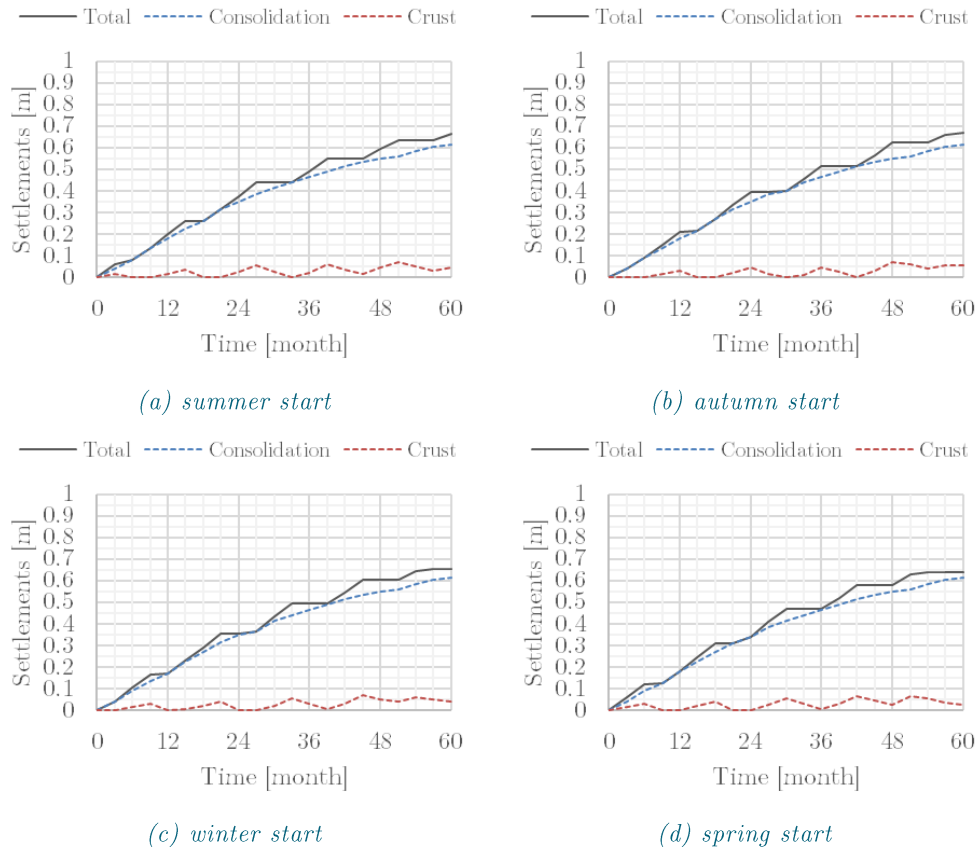 Total Consolidation Crust
1
0.9
0.8
0.7
0.6
0.5
0.4
0.3
0.2
0.1
0
Settlements [m]
0 12 24 36 48 60
Time [month]
(a) summer start
Total Consolidation Crust
1
0.9
0.8
0.7
0.6
0.5
0.4
0.3
0.2
0.1
0
Settlements [m]
0 12 24 36 48 60
Time [month]
(b) autumn start
Total Consolidation Crust
1
0.9
0.8
0.7
0.6
0.5
0.4
0.3
0.2
0.1
0
Settlements [m]
0 12 24 36 48 60
Time [month]
(c) winter start
Total Consolidation Crust
1
0.9
0.8
0.7
0.6
0.5
0.4
0.3
0.2
0.1
0
Settlements [m]
0 12 24 36 48 60
Time [month]
(d) spring start